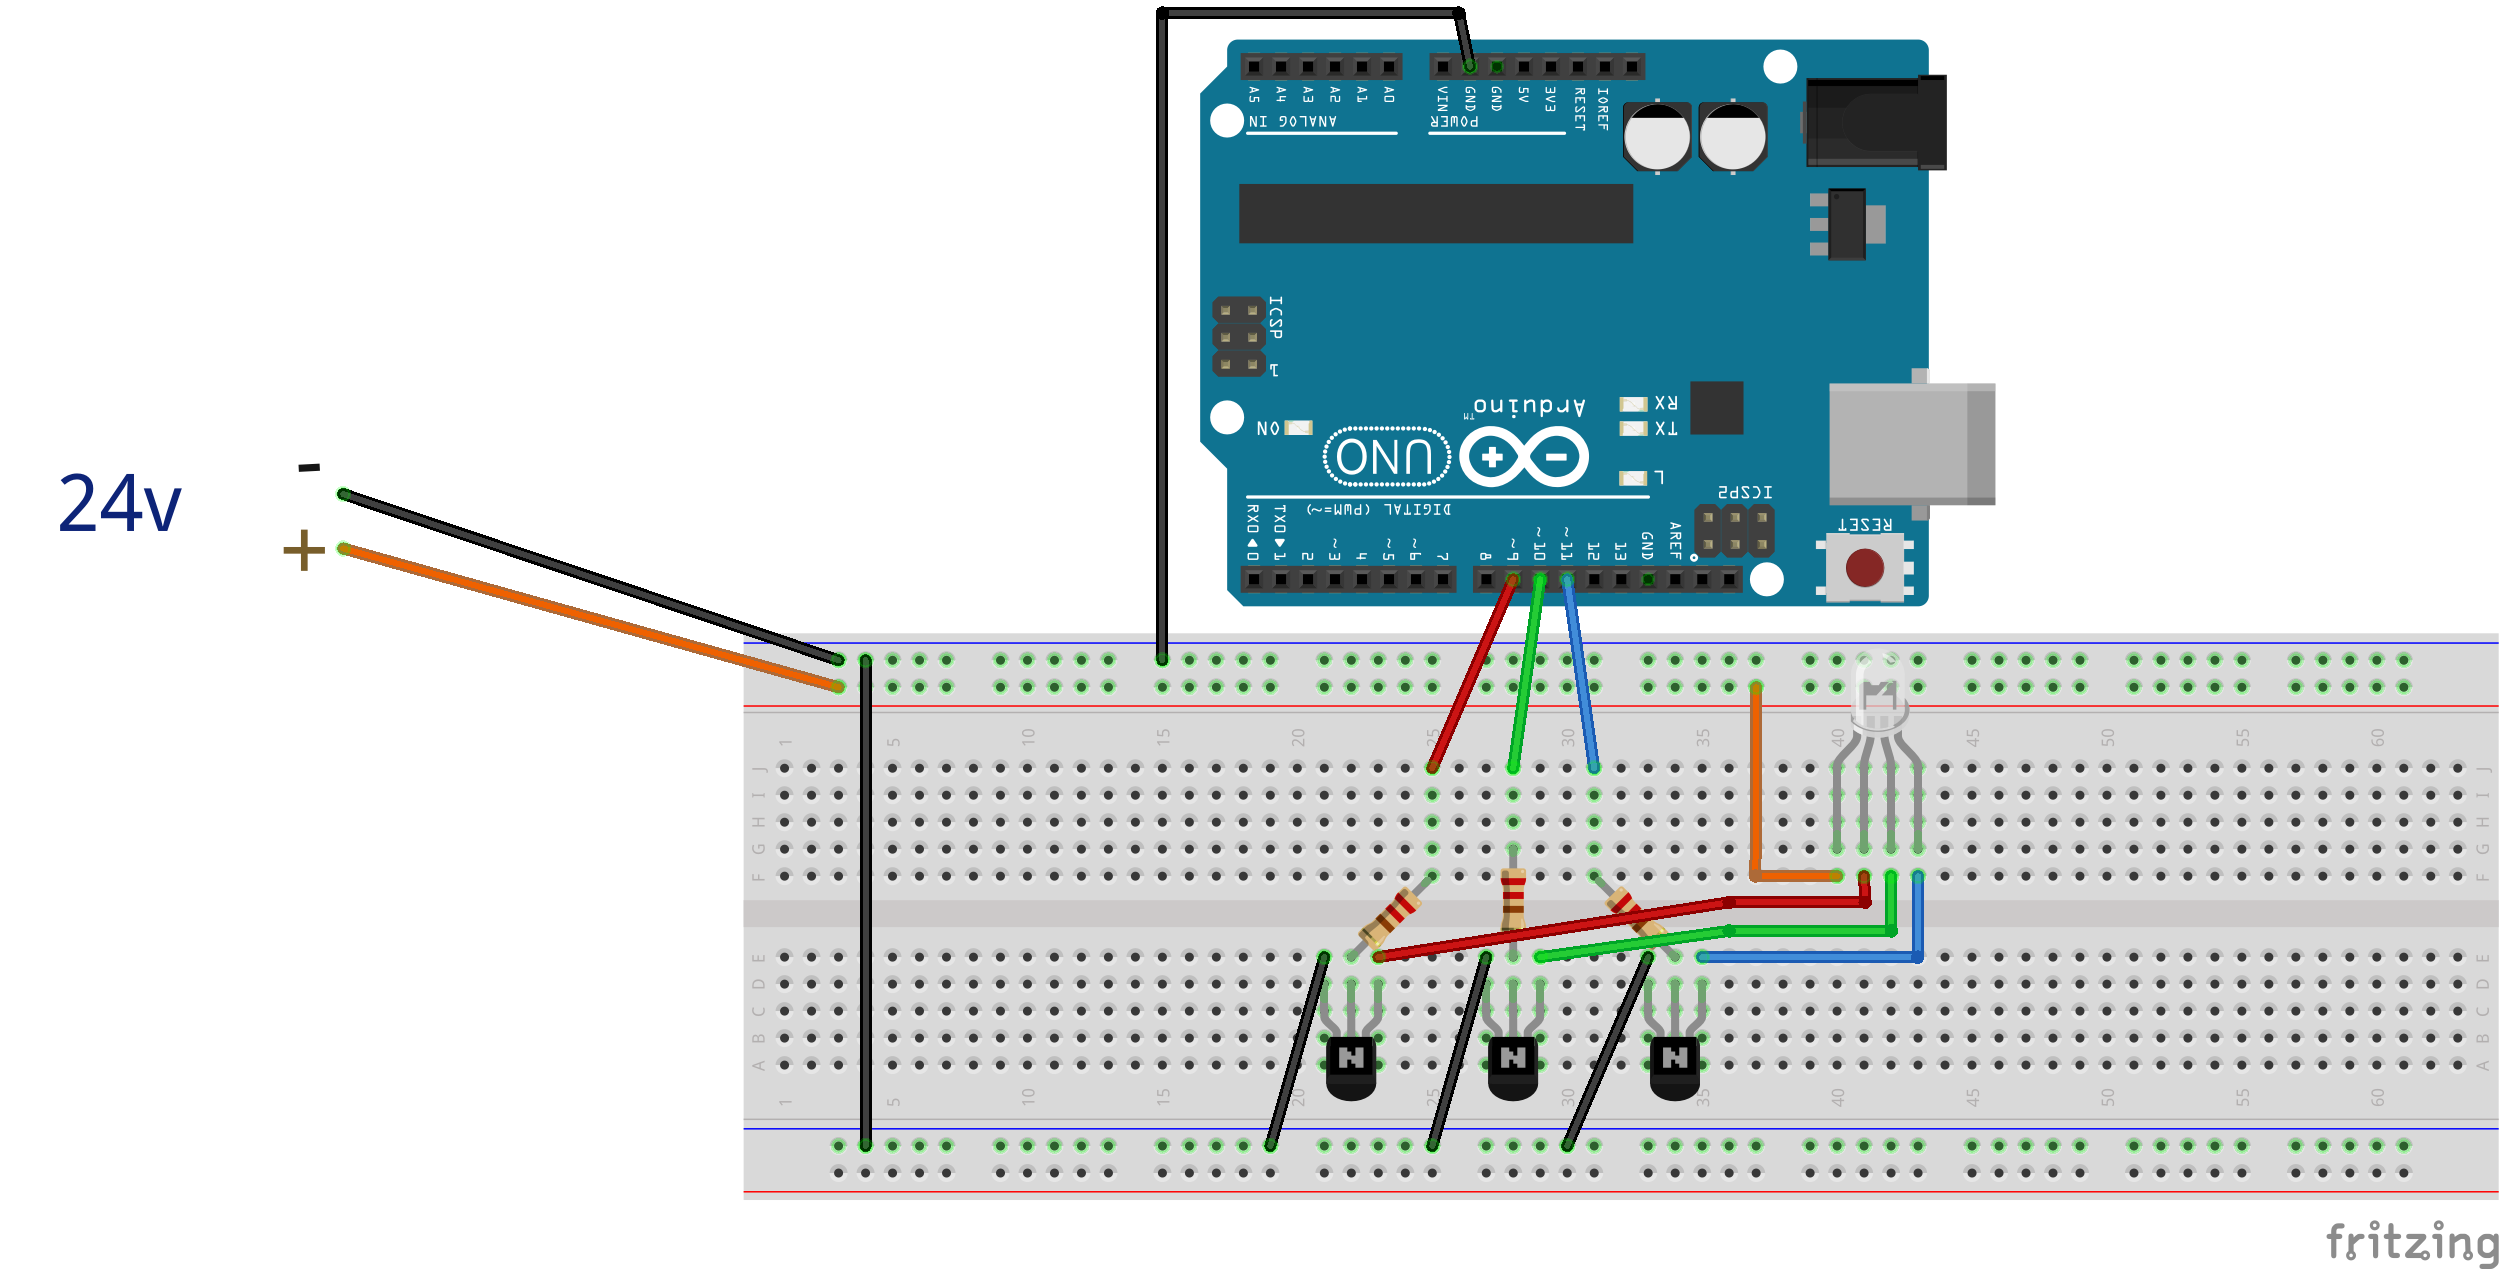 A5 A4 A3 A2 A1 A0
VIN GND GND 5V 3V3 RESET IOREF
ANALOG IN
POWER
ICSP
1
Arduino
TM
RX
TX
ON
UNO
L
24v
-
+
ICSP2
DIGITAL (PWM=~)
RESET
RX0 TX0
0 1 2 ~3 4 ~5 ~6 7 8 ~9 ~10 ~11 12 13 GND AREF
1 5 10 15 20 25 30 35 40 45 50 55 60
J J
I I
H H
G G
F F
E E
D D
C C
B B
A A
N N N
1 5 10 15 20 25 30 35 40 45 50 55 60
fritzing